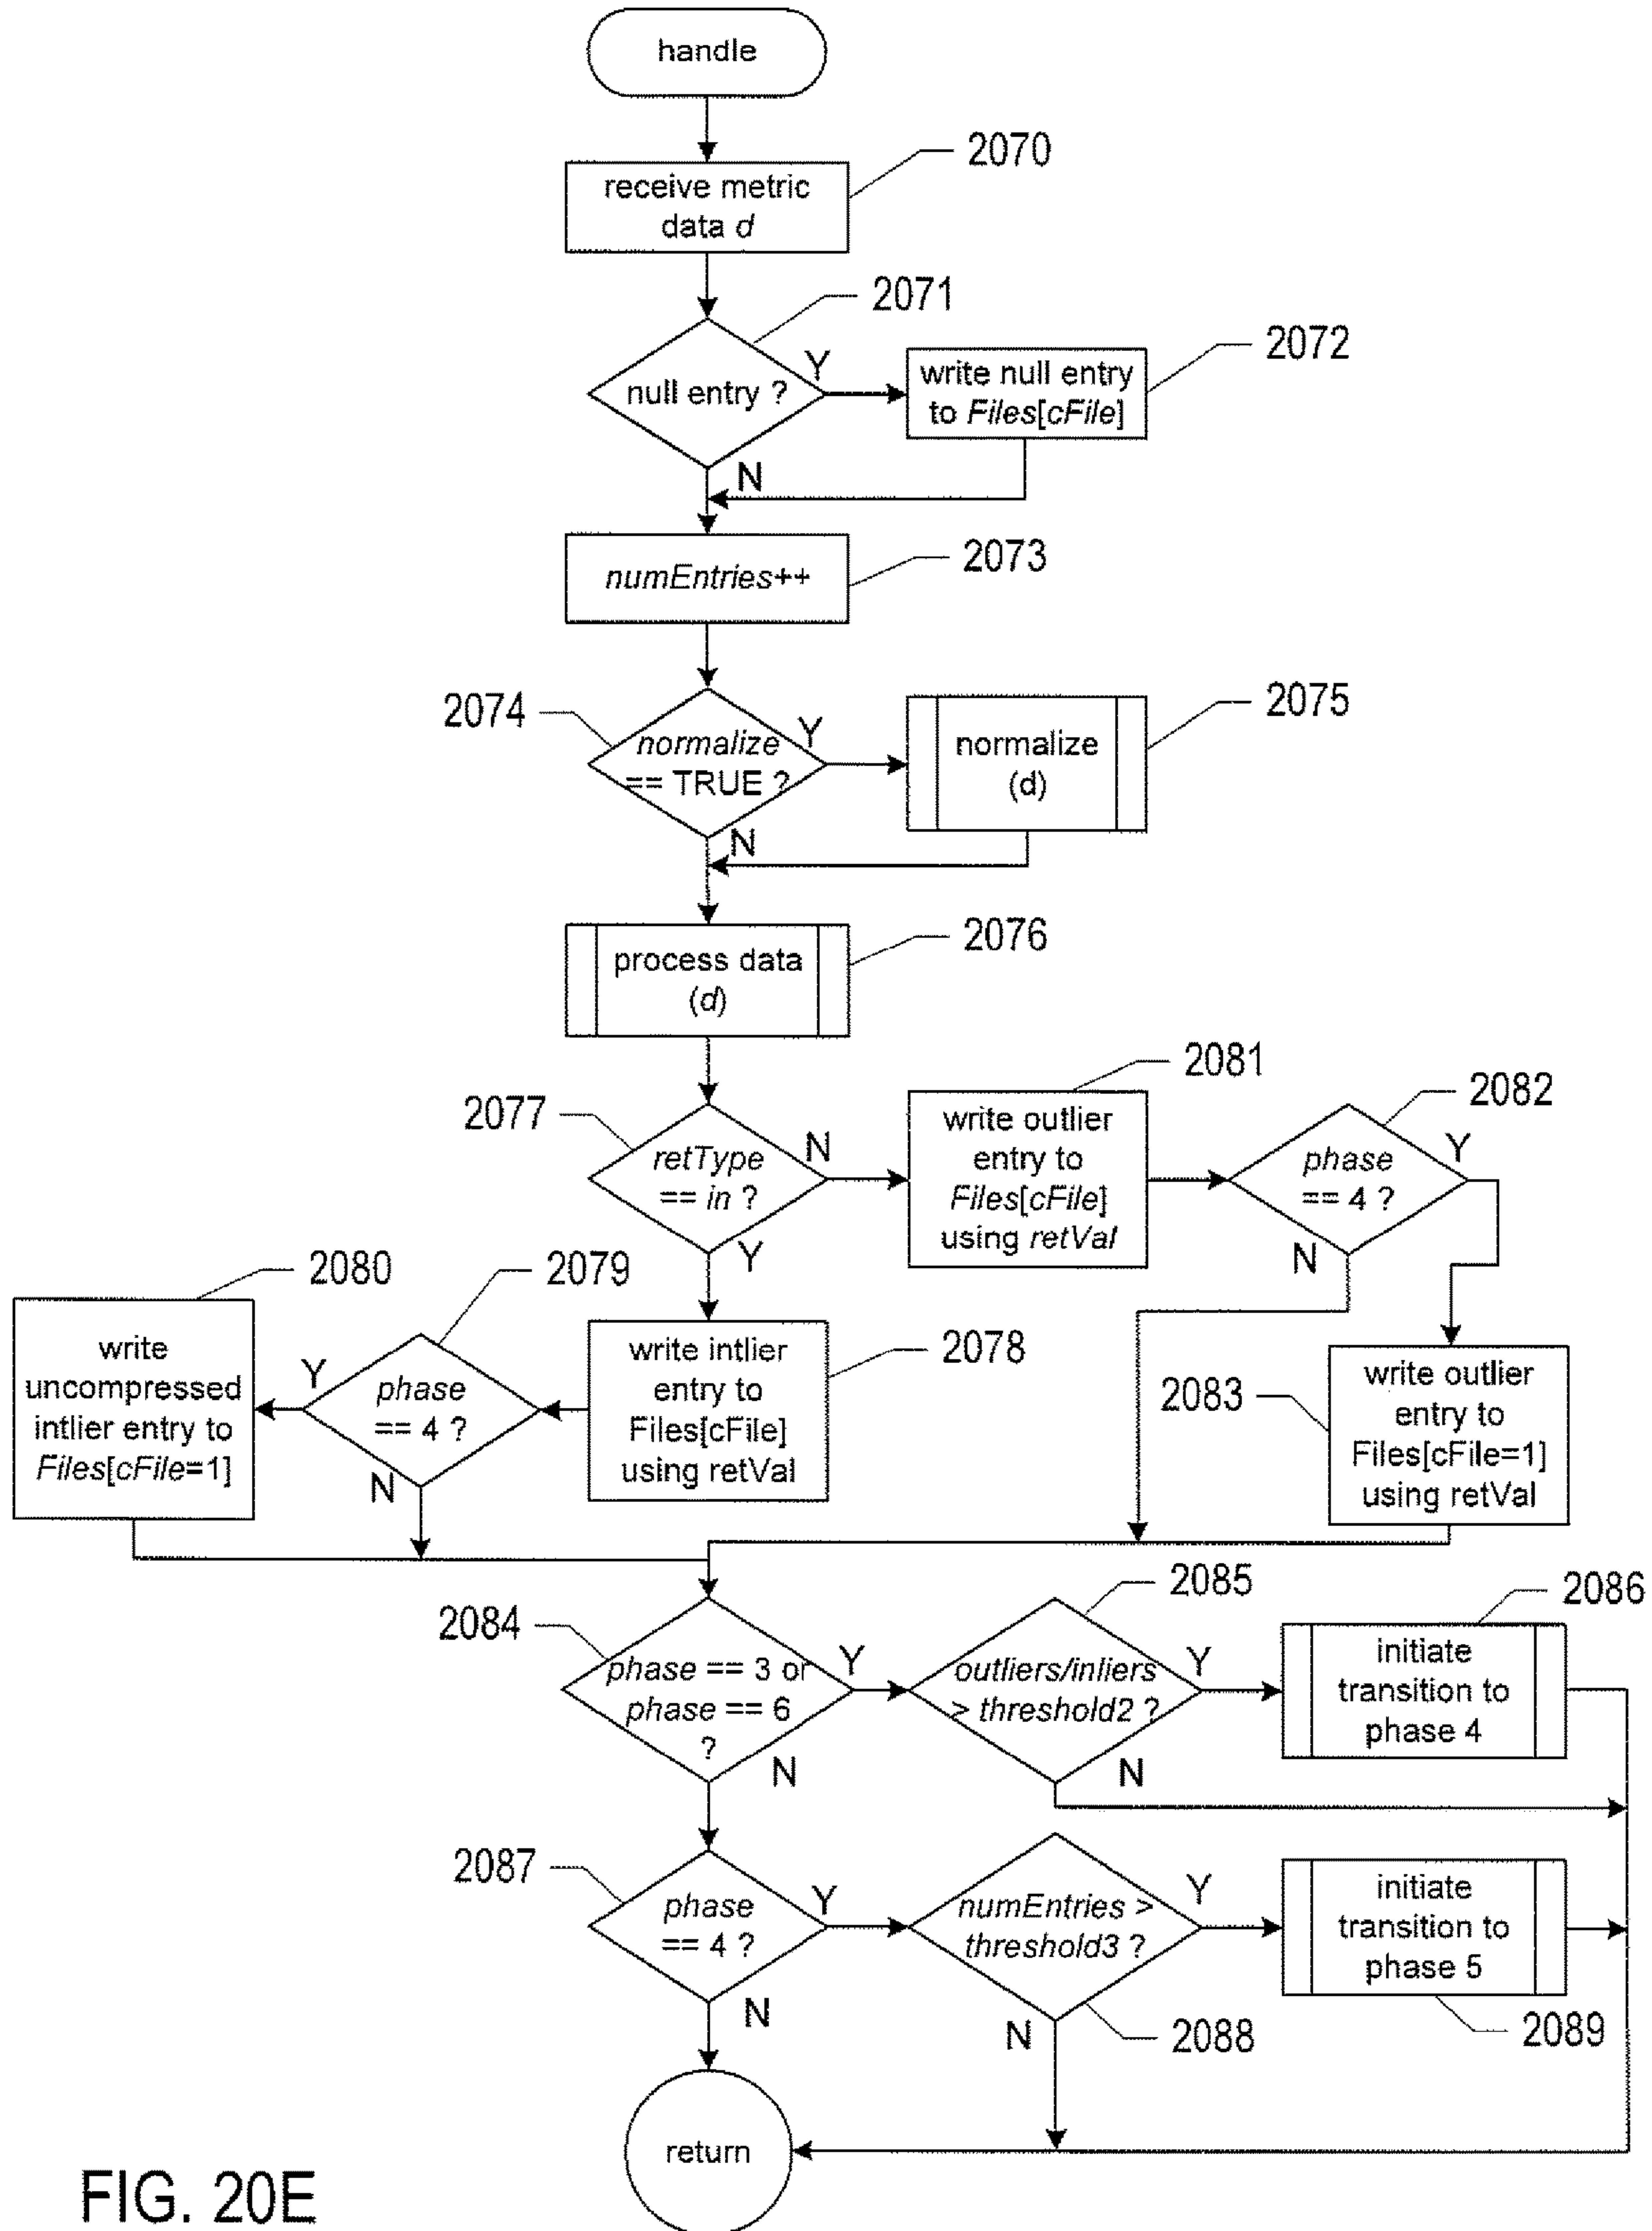 handle
2070
receive metric
data d
2071
null entry ?
Y
N
2072
write null entry
to Files[cFile]
2073
numEntries++
2074
normalize
== TRUE ?
Y
N
2075
normalize
(d)
2076
process data
(d)
2077
retType
== in ?
N
Y
2081
write outlier
entry to
Files[cFile]
using retVal
2082
phase
== 4 ?
Y
N
2080
write
uncompressed
intlier entry to
Files[cFile=1]
2079
phase
== 4 ?
Y
N
2078
write intlier
entry to
Files[cFile]
using retVal
2083
write outlier
entry to
Files[cFile=1]
using retVal
2084
phase == 3 or
phase == 6
?
Y
N
2085
outliers/inliers
> threshold2 ?
Y
N
2086
initiate
transition to
phase 4
2087
phase
== 4 ?
Y
N
numEntries >
threshold3 ?
Y
N
2088
initiate
transition to
phase 5
2089
return
FIG. 20E